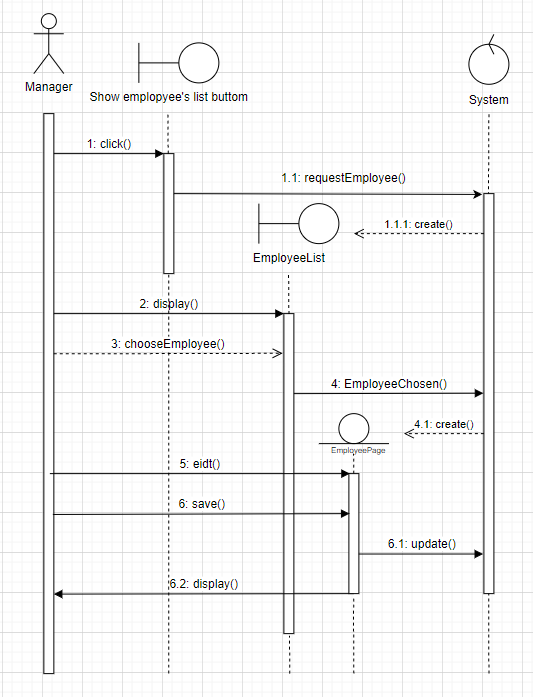 Manager
Show emplopyee's list buttom
System
1: click()
1.1: requestEmployee()
1.1.1: create()
EmployeeList
2: display()
3: chooseEmployee()
4: EmployeeChosen()
4.1: create()
EmployeePage
5: eidt()
6: save()
6.1: update()
6.2: display()